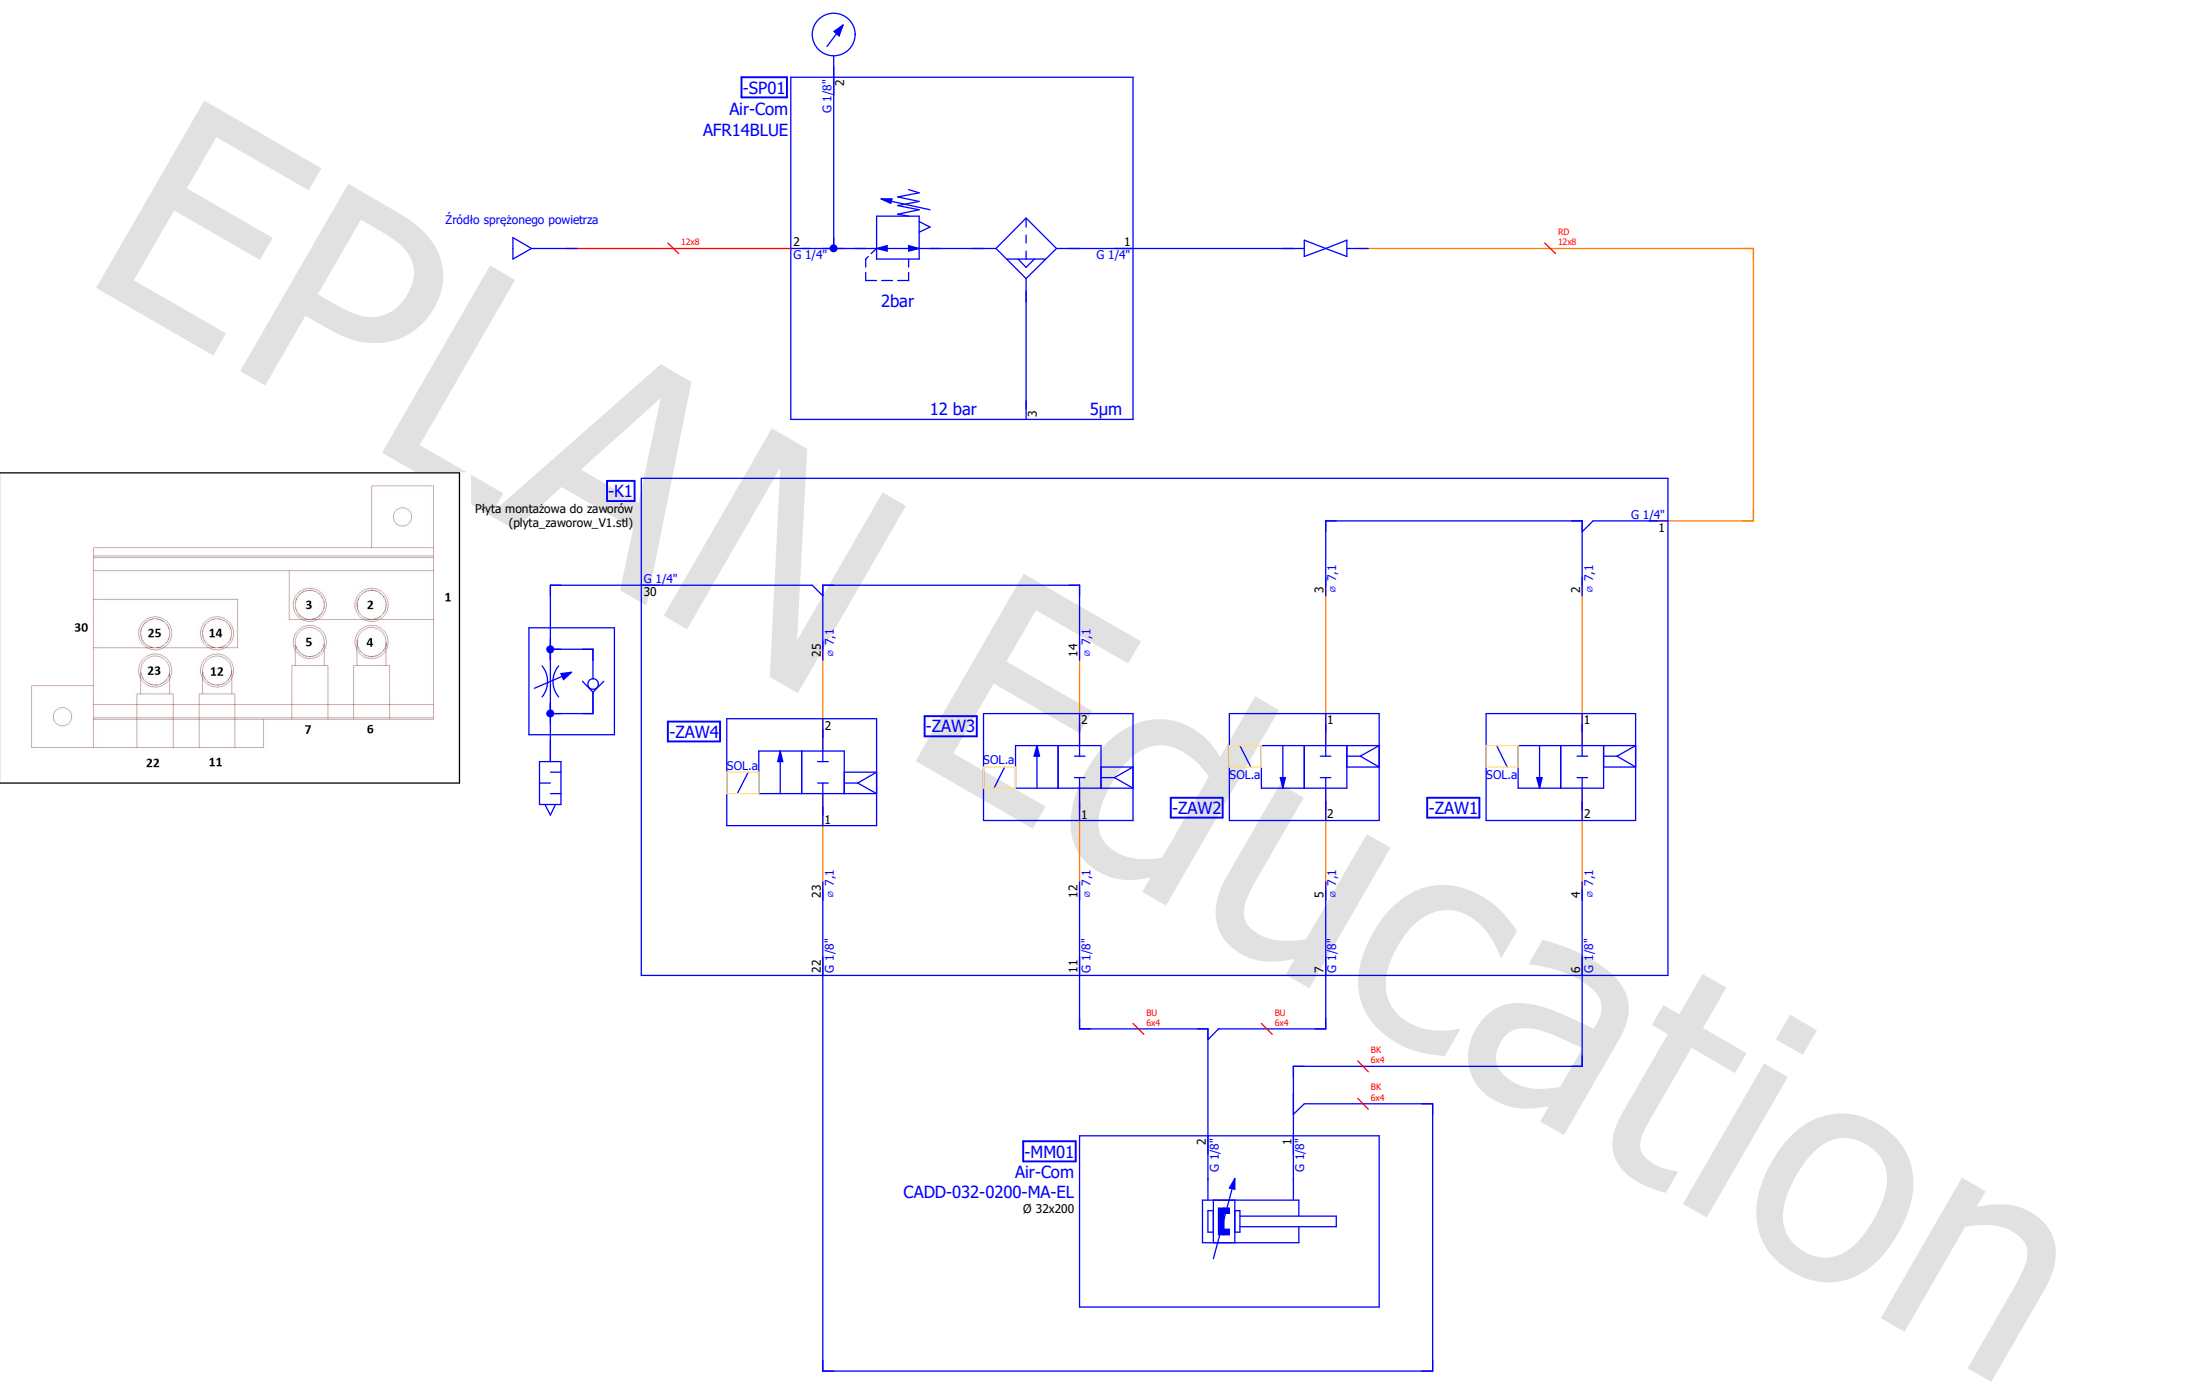 EPLAN Education
2
G 1/8"
-SP01
Air-Com
AFR14BLUE
Źródło sprężonego powietrza
12x8
2
G 1/4"
2bar
1
G 1/4"
RD
12x8
12 bar
3
5µm
-K1
Płyta montażowa do zaworów
(plyta_zaworow_V1.stl)
G 1/4"
1
G 1/4"
30
3
2
1
30
25
14
5
4
23
12
7
6
22
11
25
⌀ 7,1
14
⌀ 7,1
3
⌀ 7,1
2
⌀ 7,1
-ZAW4
2
SOL.a
1
-ZAW3
2
SOL.a
1
-ZAW2
1
SOL.a
2
-ZAW1
1
SOL.a
2
23
⌀ 7,1
12
⌀ 7,1
5
⌀ 7,1
4
⌀ 7,1
22
G 1/8"
11
G 1/8"
7
G 1/8"
6
G 1/8"
BU
6x4
BU
6x4
BK
6x4
BK
6x4
-MM01
Air-Com
CADD-032-0200-MA-EL
Ø 32x200
2
G 1/8"
1
G 1/8"